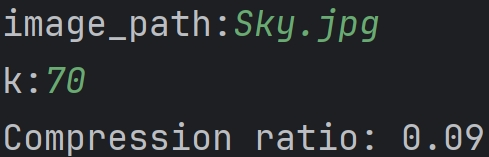 image_path:Sky.jpg
k:70
Compression ratio: 0.09